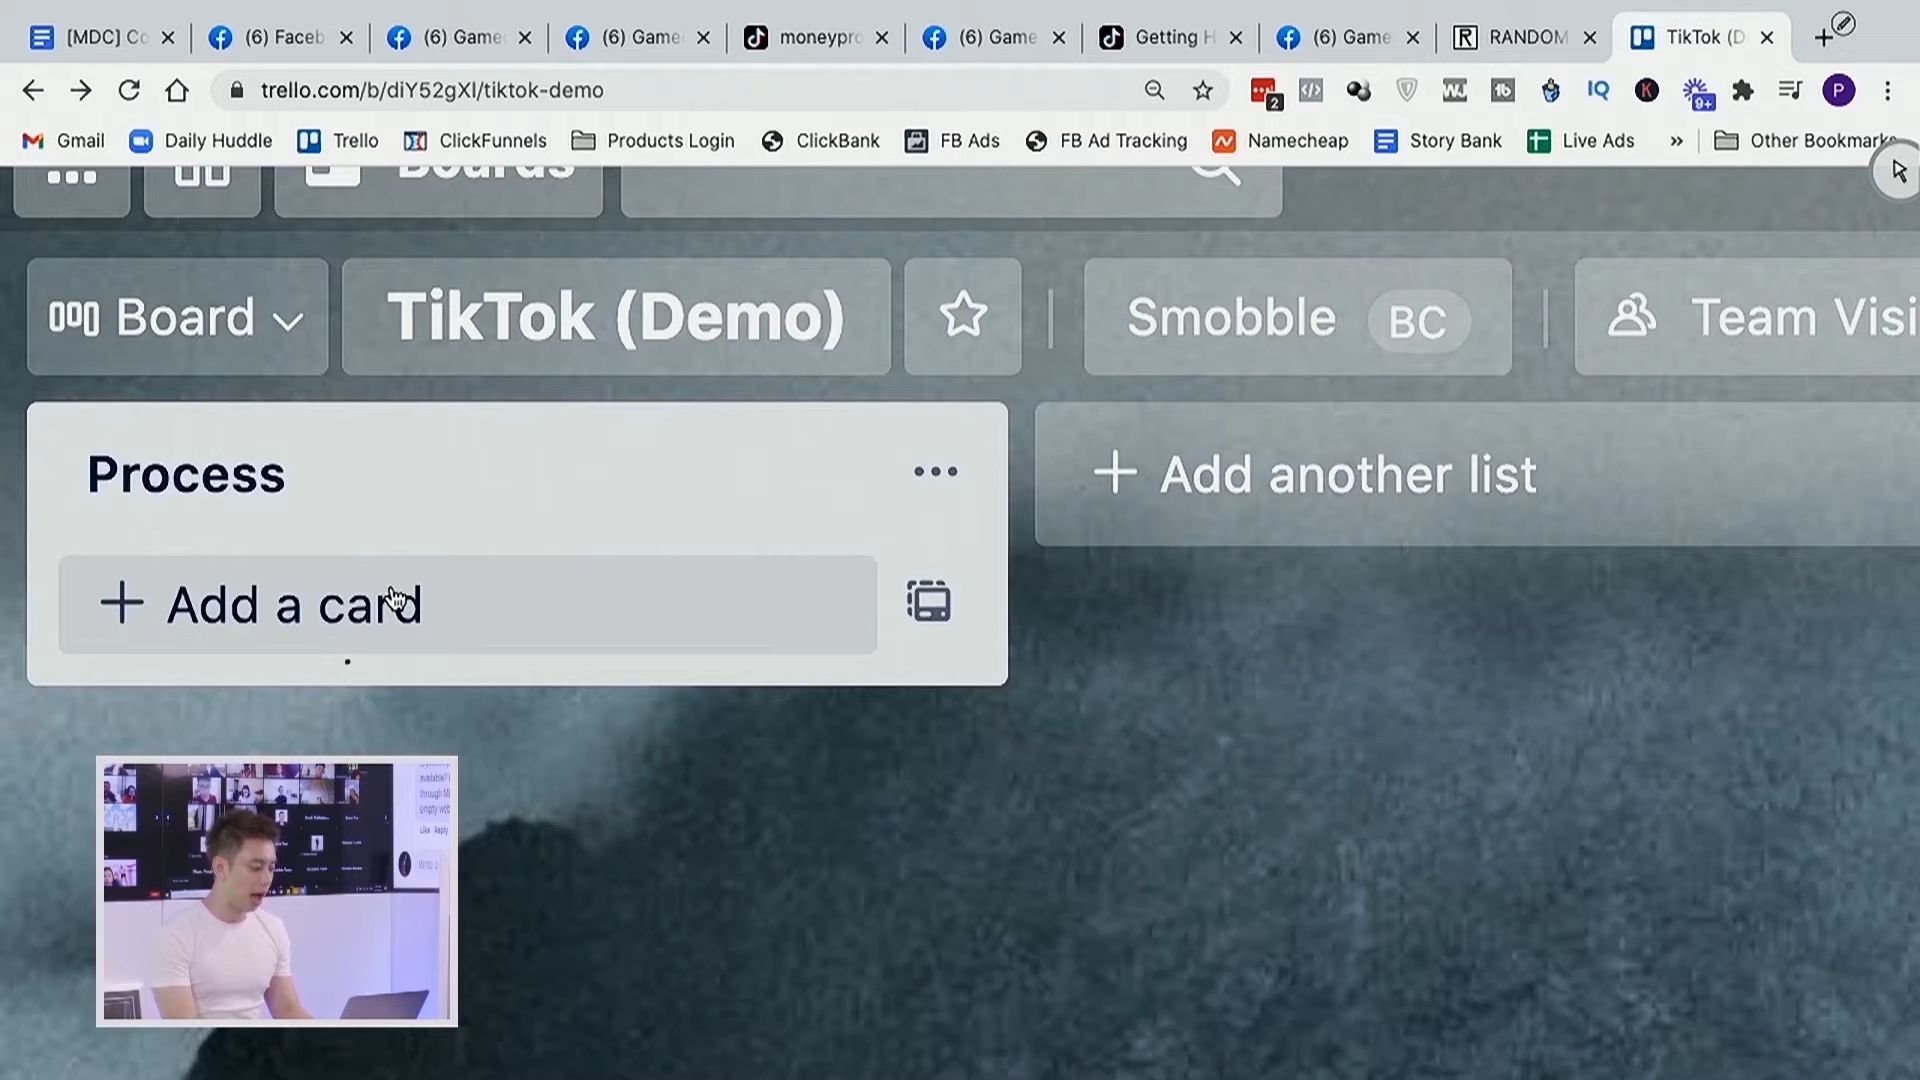 [MDC] Co (6) Faceb (6) Game (6) Game moneypro (6) Game Getting H (6) Game RANDOM TikTok (D
trello.com/b/diY52gXl/tiktok-demo
Gmail Daily Huddle Trello ClickFunnels Products Login ClickBank FB Ads FB Ad Tracking Namecheap Story Bank Live Ads Other Bookmarks
Boards
Board TikTok (Demo) Smobble BC Team Visi
Process
Add another list
Add a card